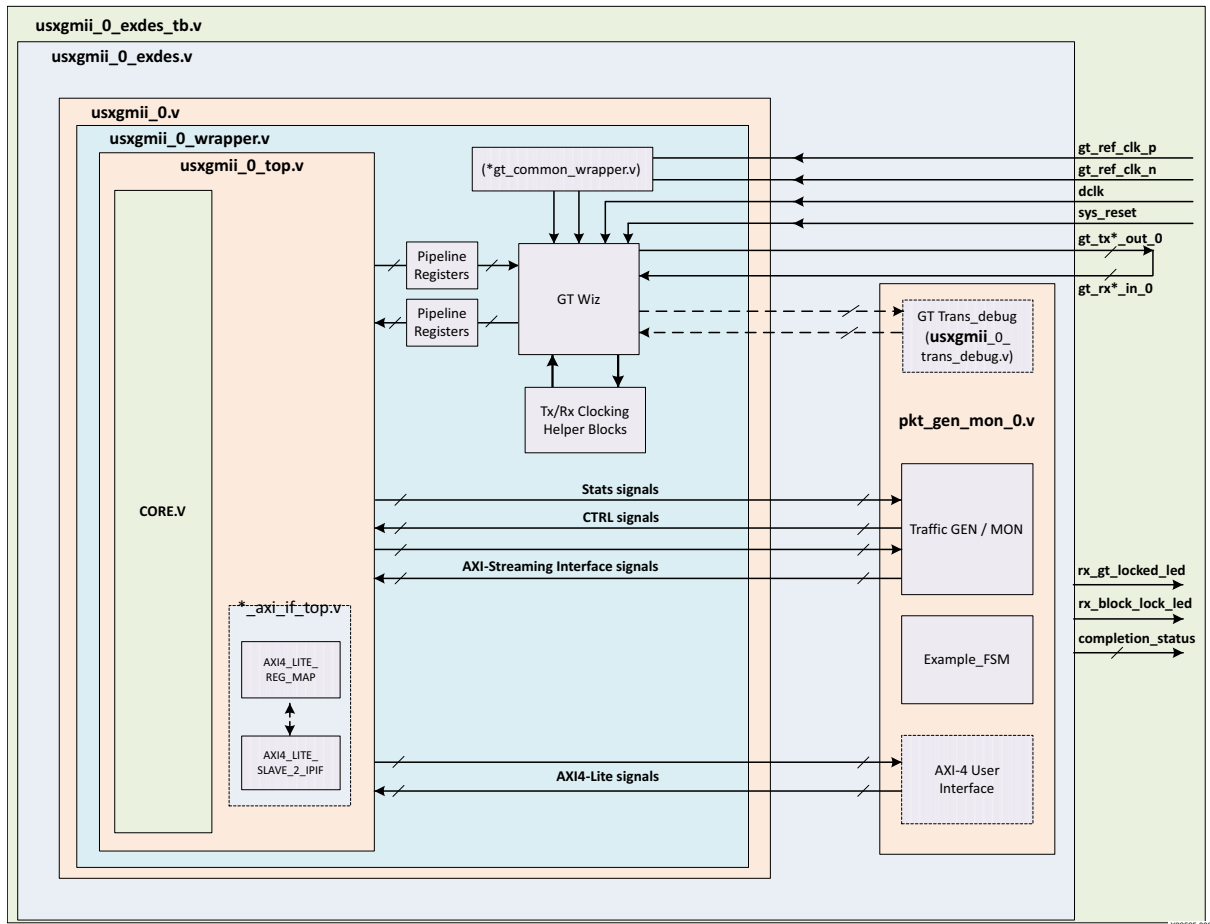 usxgmii_0_exdes_tb.v
usxgmii_0_exdes.v
usxgmii_0.v
usxgmii_0_wrapper.v
usxgmii_0_top.v
(*gt_common_wrapper.v)
gt_ref_clk_p
gt_ref_clk_n
dclk
sys_reset
gt_tx*_out_0
gt_rx*_in_0
Pipeline
Registers
GT Wiz
Pipeline
Registers
GT Trans_debug
(usxgmii_0_
trans_debug.v)
Tx/Rx Clocking
Helper Blocks
pkt_gen_mon_0.v
CORE.V
Stats signals
CTRL signals
Traffic GEN / MON
AXI-Streaming Interface signals
rx_gt_locked_led
rx_block_lock_led
completion_status
*_axi_if_top.v
AXI4_LITE_
REG_MAP
Example_FSM
AXI4_LITE_
SLAVE_2_IPIF
AXI4-Lite signals
AXI-4 User
Interface